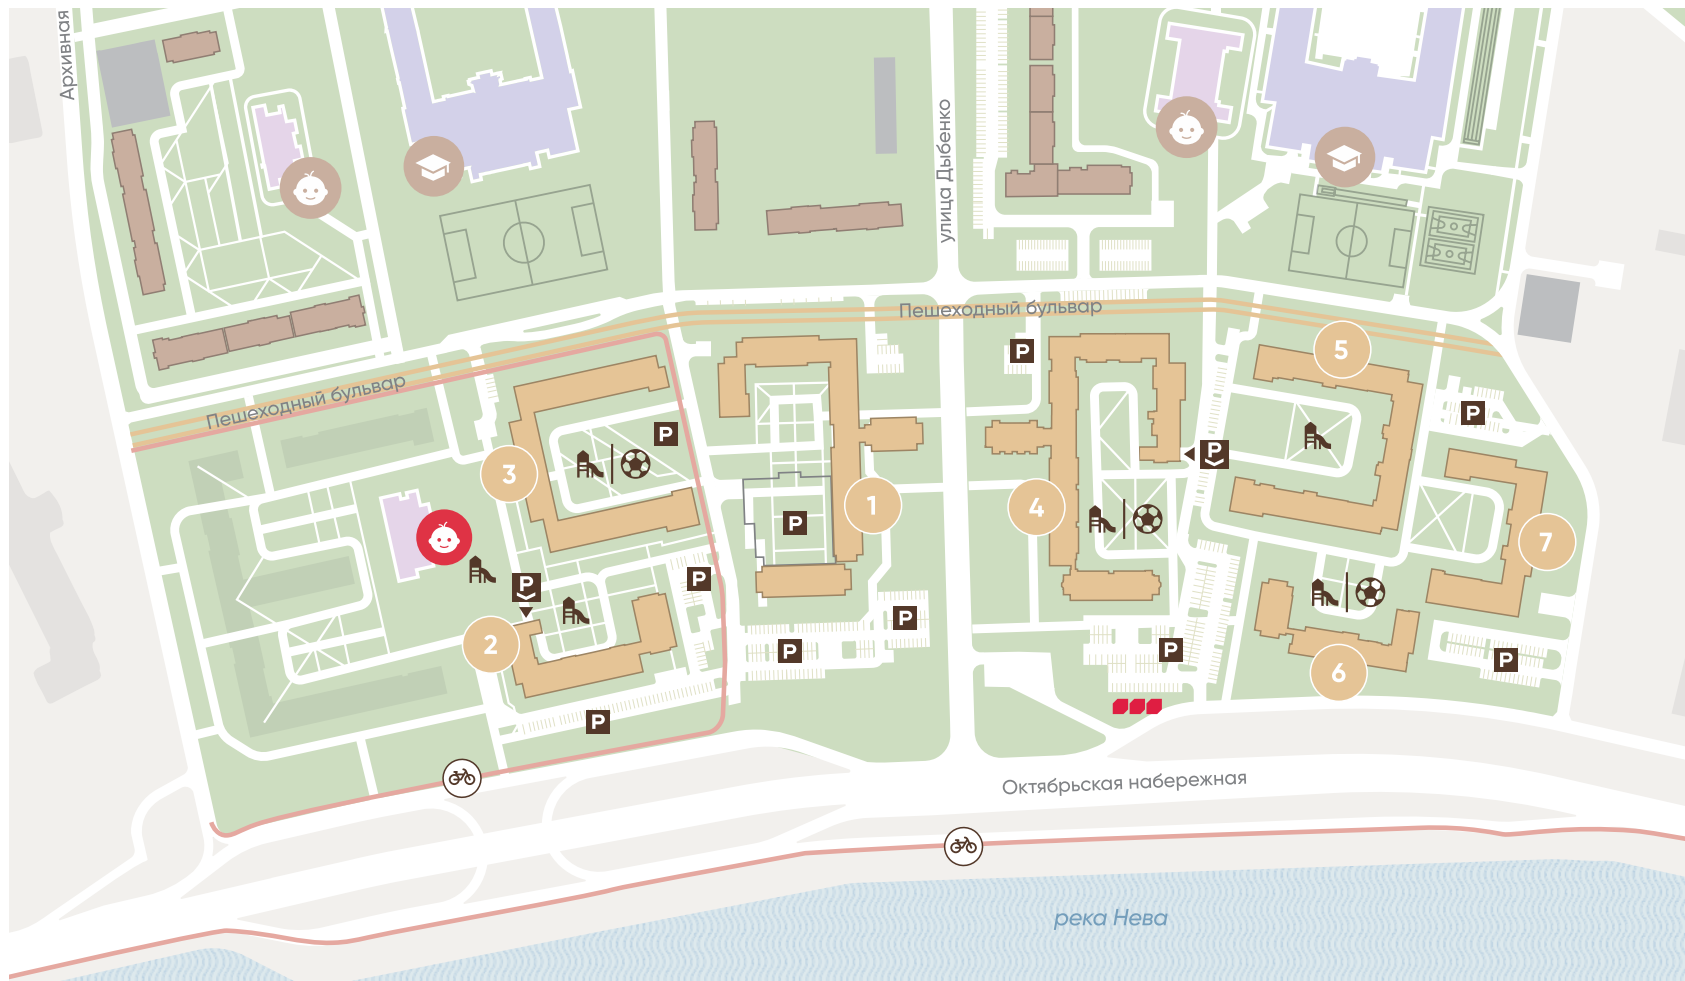 Архивная
улица Дыбенко
Пешеходный бульвар
Пешеходный бульвар
5
P
P
P
P
3
4
1
P
7
P
P
2
P
P
P
P
6
P
Октябрьская набережная
река Нева